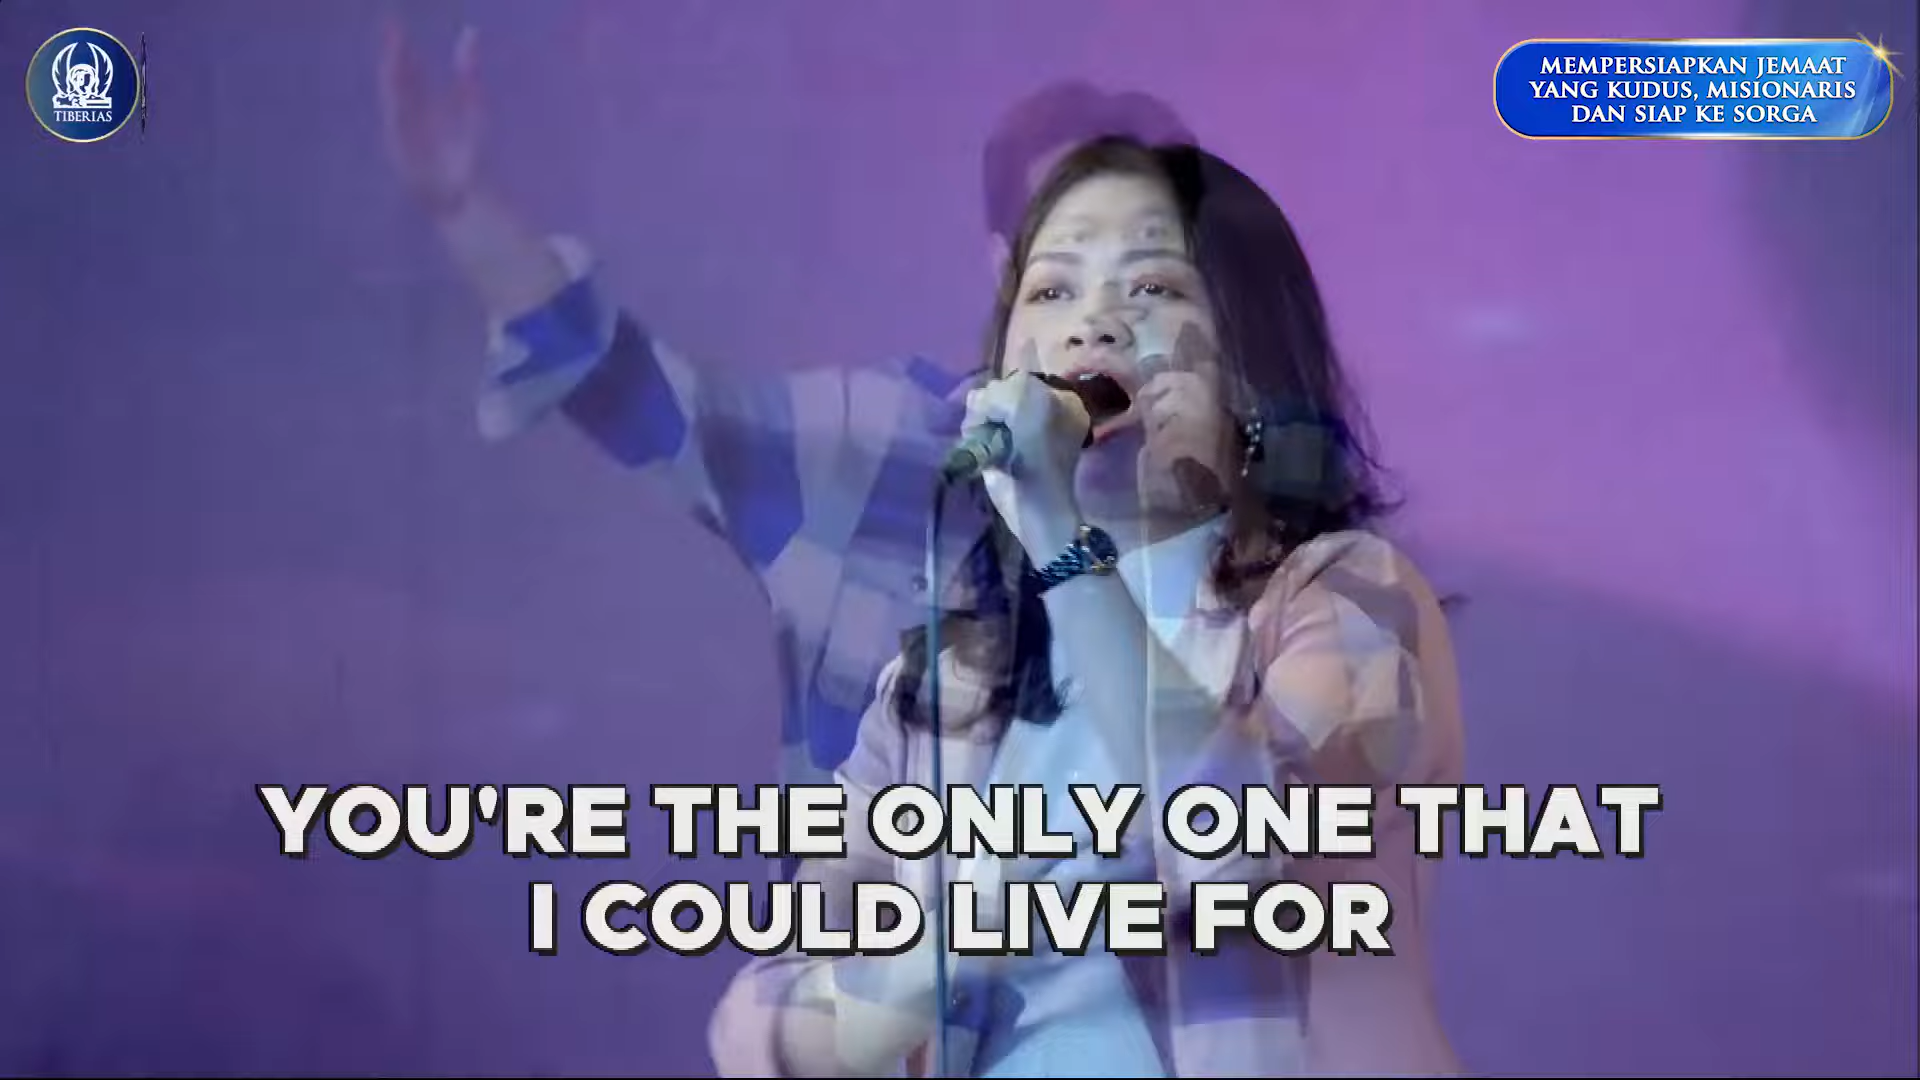 TIBERIAS
MEMPERSIAPKAN JEMAAT
YANG KUDUS, MISIONARIS
DAN SIAP KE SORGA
YOU'RE THE ONLY ONE THAT
I COULD LIVE FOR